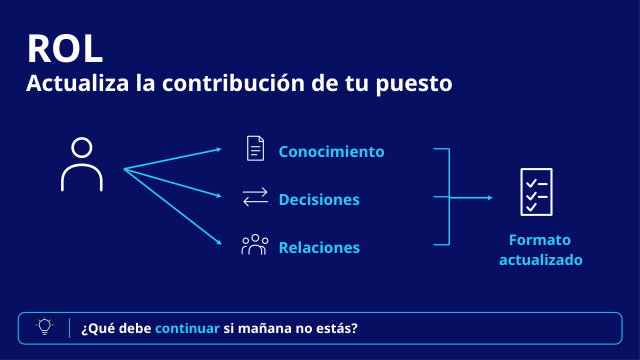 ROL
Actualiza la contribución de tu puesto
Conocimiento
Decisiones
Relaciones
Formato
actualizado
¿Qué debe continuar si mañana no estás?